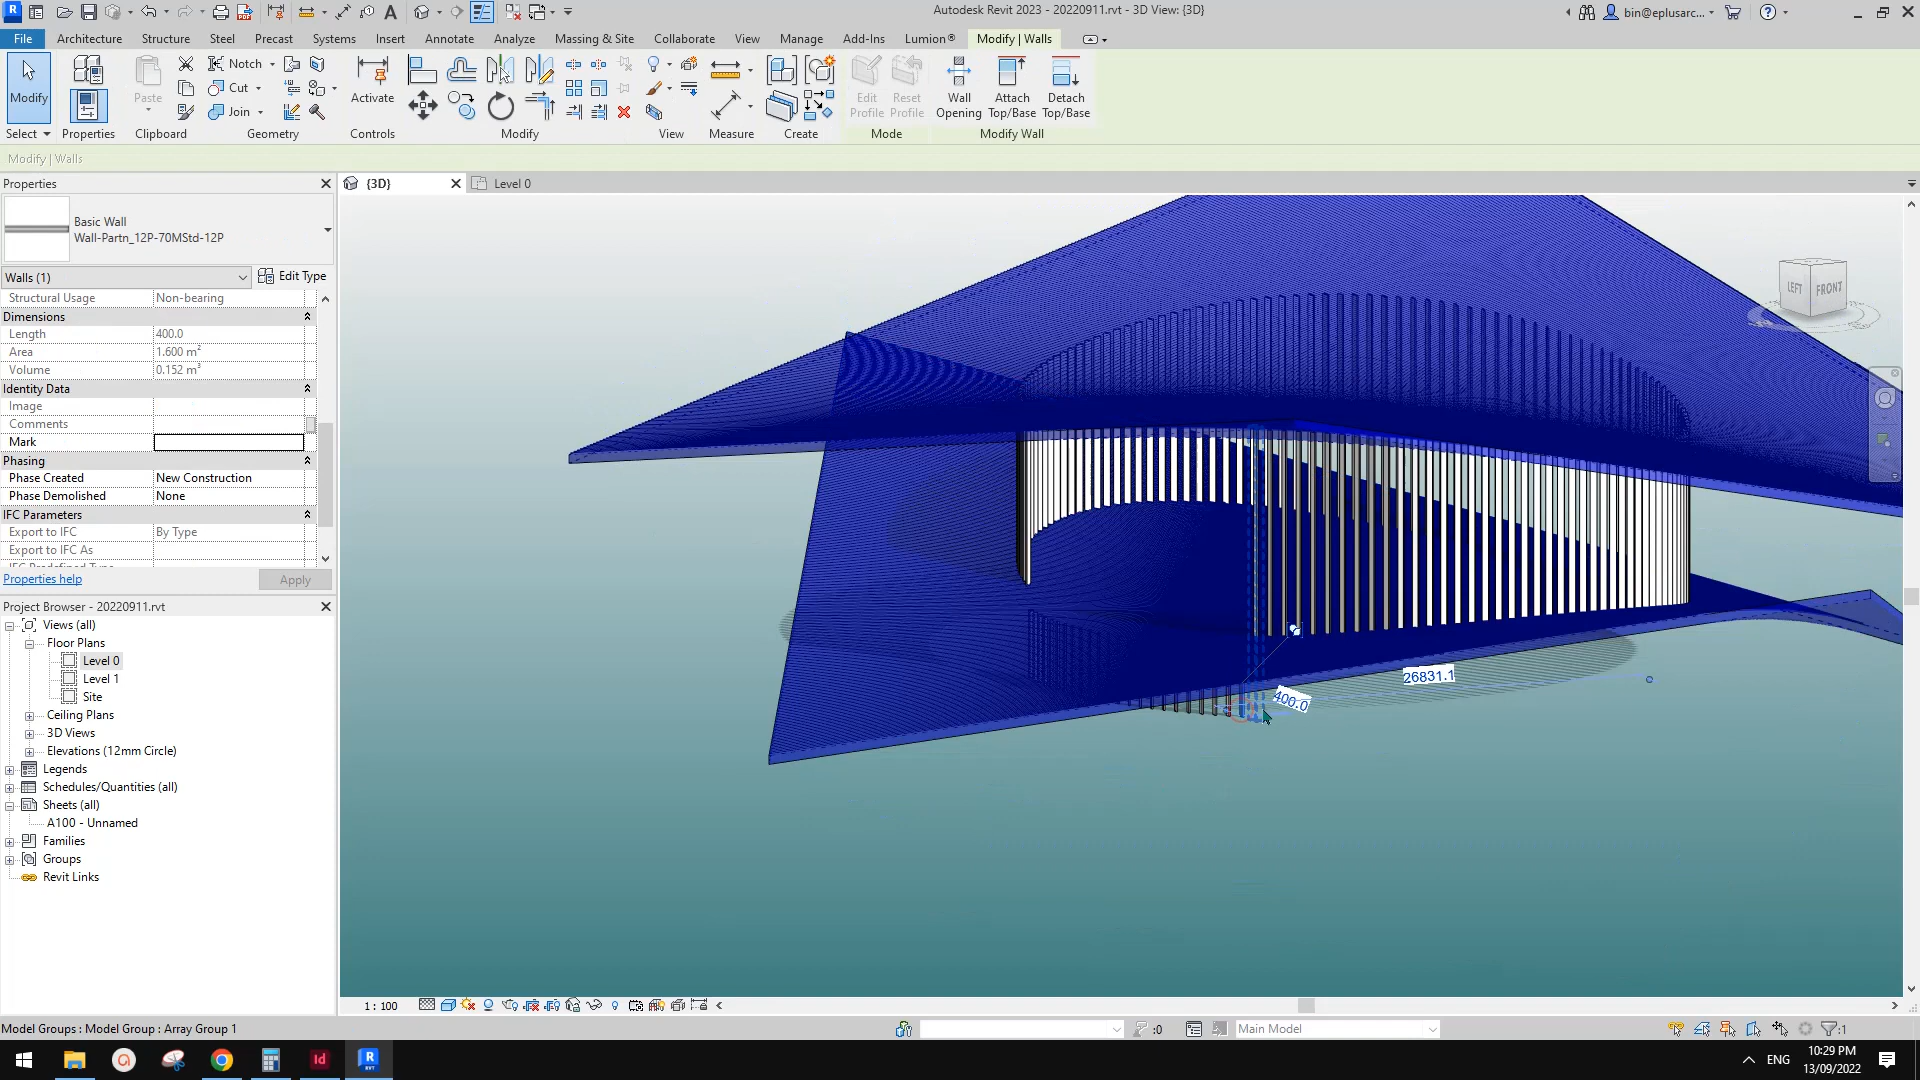 Autodesk Revit 2023 - 20220911.rvt - 3D View: {3D}
bin@eplusarc...
File Architecture Structure Steel Precast Systems Insert Annotate Analyze Massing & Site Collaborate View Manage Add-Ins Lumion® Modify | Walls
Modify
Paste
Notch
Cut
Join
Activate
Edit Profile
Reset Profile
Wall Opening
Attach Top/Base
Detach Top/Base
Select Properties Clipboard Geometry Controls Modify View Measure Create Mode Modify Wall
Modify | Walls
Properties
{3D}
Level 0
Basic Wall
Wall-Partn_12P-70MStd-12P
Walls (1)
Edit Type
Structural Usage Non-bearing
Dimensions
Length 400.0
Area 1.600 m²
Volume 0.152 m³
Identity Data
Image
Comments
Mark
Phasing
Phase Created New Construction
Phase Demolished None
IFC Parameters
Export to IFC By Type
Export to IFC As
Properties help
Apply
LEFT
FRONT
26831.1
400.0
Project Browser - 20220911.rvt
Views (all)
Floor Plans
Level 0
Level 1
Site
Ceiling Plans
3D Views
Elevations (12mm Circle)
Legends
Schedules/Quantities (all)
Sheets (all)
A100 - Unnamed
Families
Groups
Revit Links
1 : 100
Model Groups : Model Group : Array Group 1
:0
Main Model
:1
ENG
10:29 PM
13/09/2022